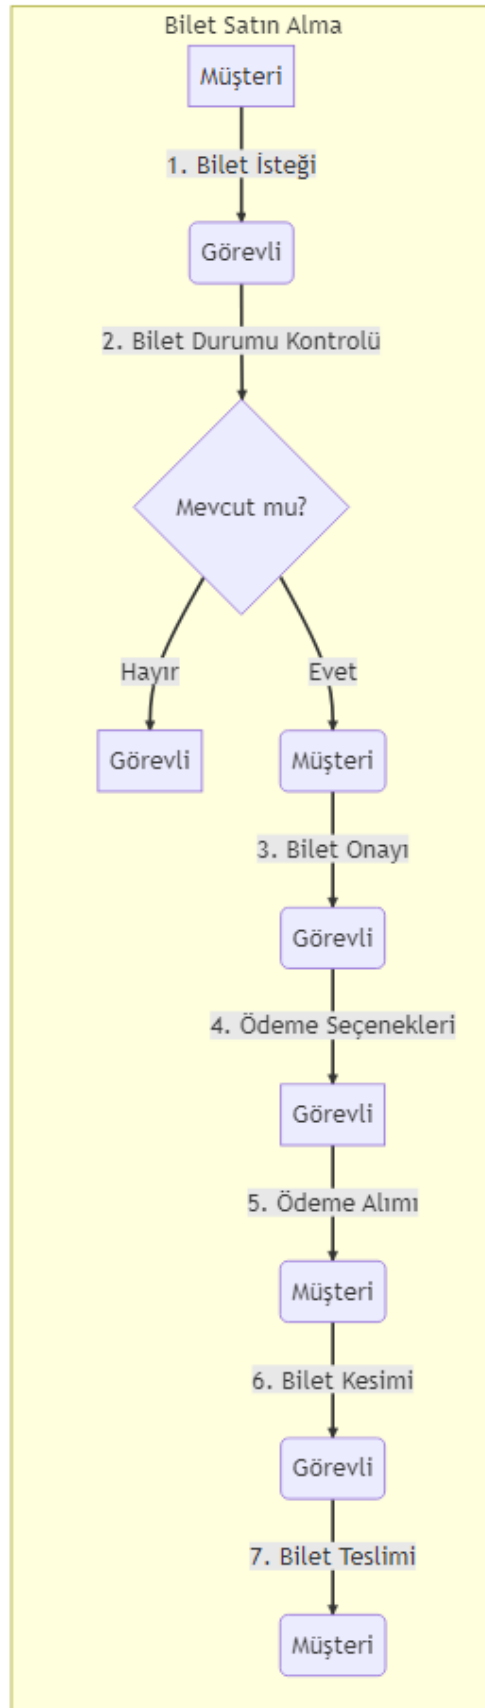 Bilet Satın Alma
Müşteri
1. Bilet İsteği
Görevli
2. Bilet Durumu Kontrolü
Mevcut mu?
Hayır
Evet
Görevli
Müşteri
3. Bilet Onayı
Görevli
4. Ödeme Seçenekleri
Görevli
5. Ödeme Alımı
Müşteri
6. Bilet Kesimi
Görevli
7. Bilet Teslimi
Müşteri